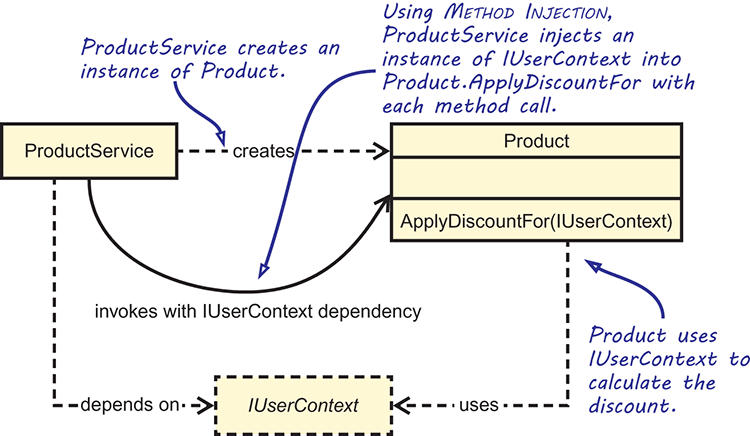 Using METHOD INJECTION,
ProductService injects an
instance of IUserContext into
Product.ApplyDiscountFor with
each method call.
ProductService creates an
instance of Product.
ProductService
creates
Product
ApplyDiscountFor(IUserContext)
invokes with IUserContext dependency
Product uses
IUserContext to
calculate the
discount.
depends on
IUserContext
uses